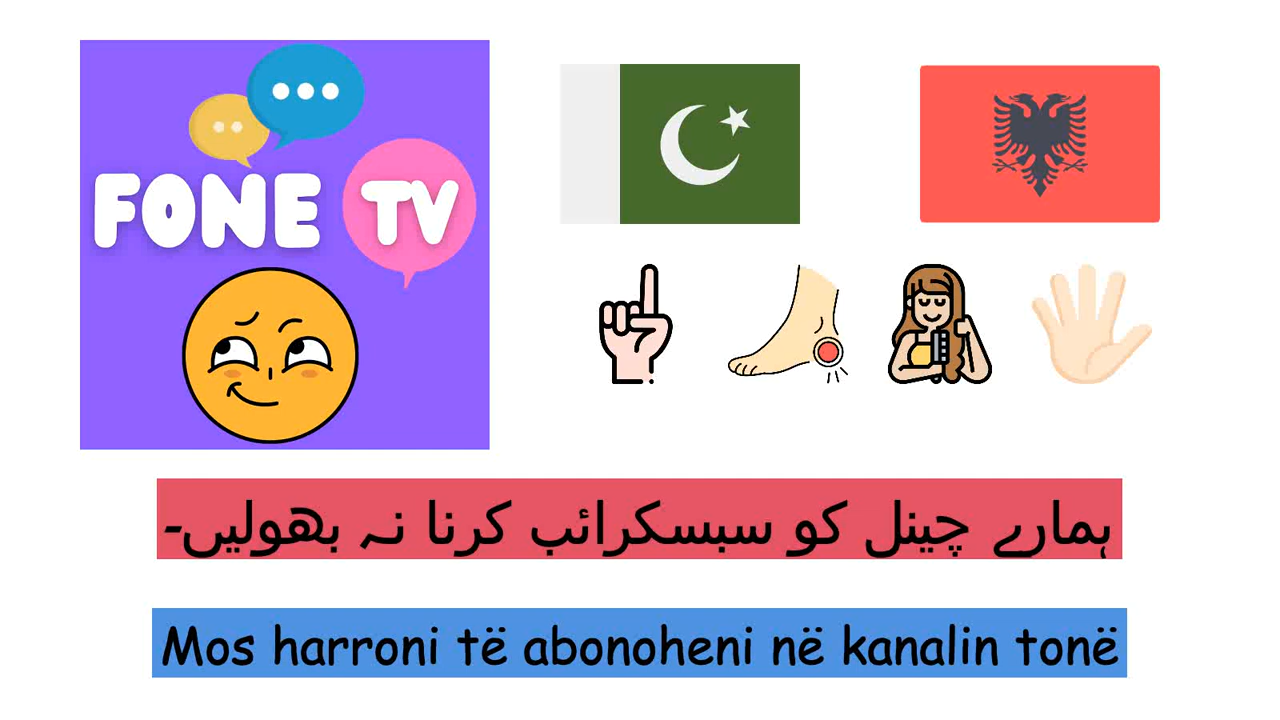 FONE TV
ہمارے چینل کو سبسکرائب کرنا نہ بھولیں۔
Mos harroni të abonoheni në kanalin tonë